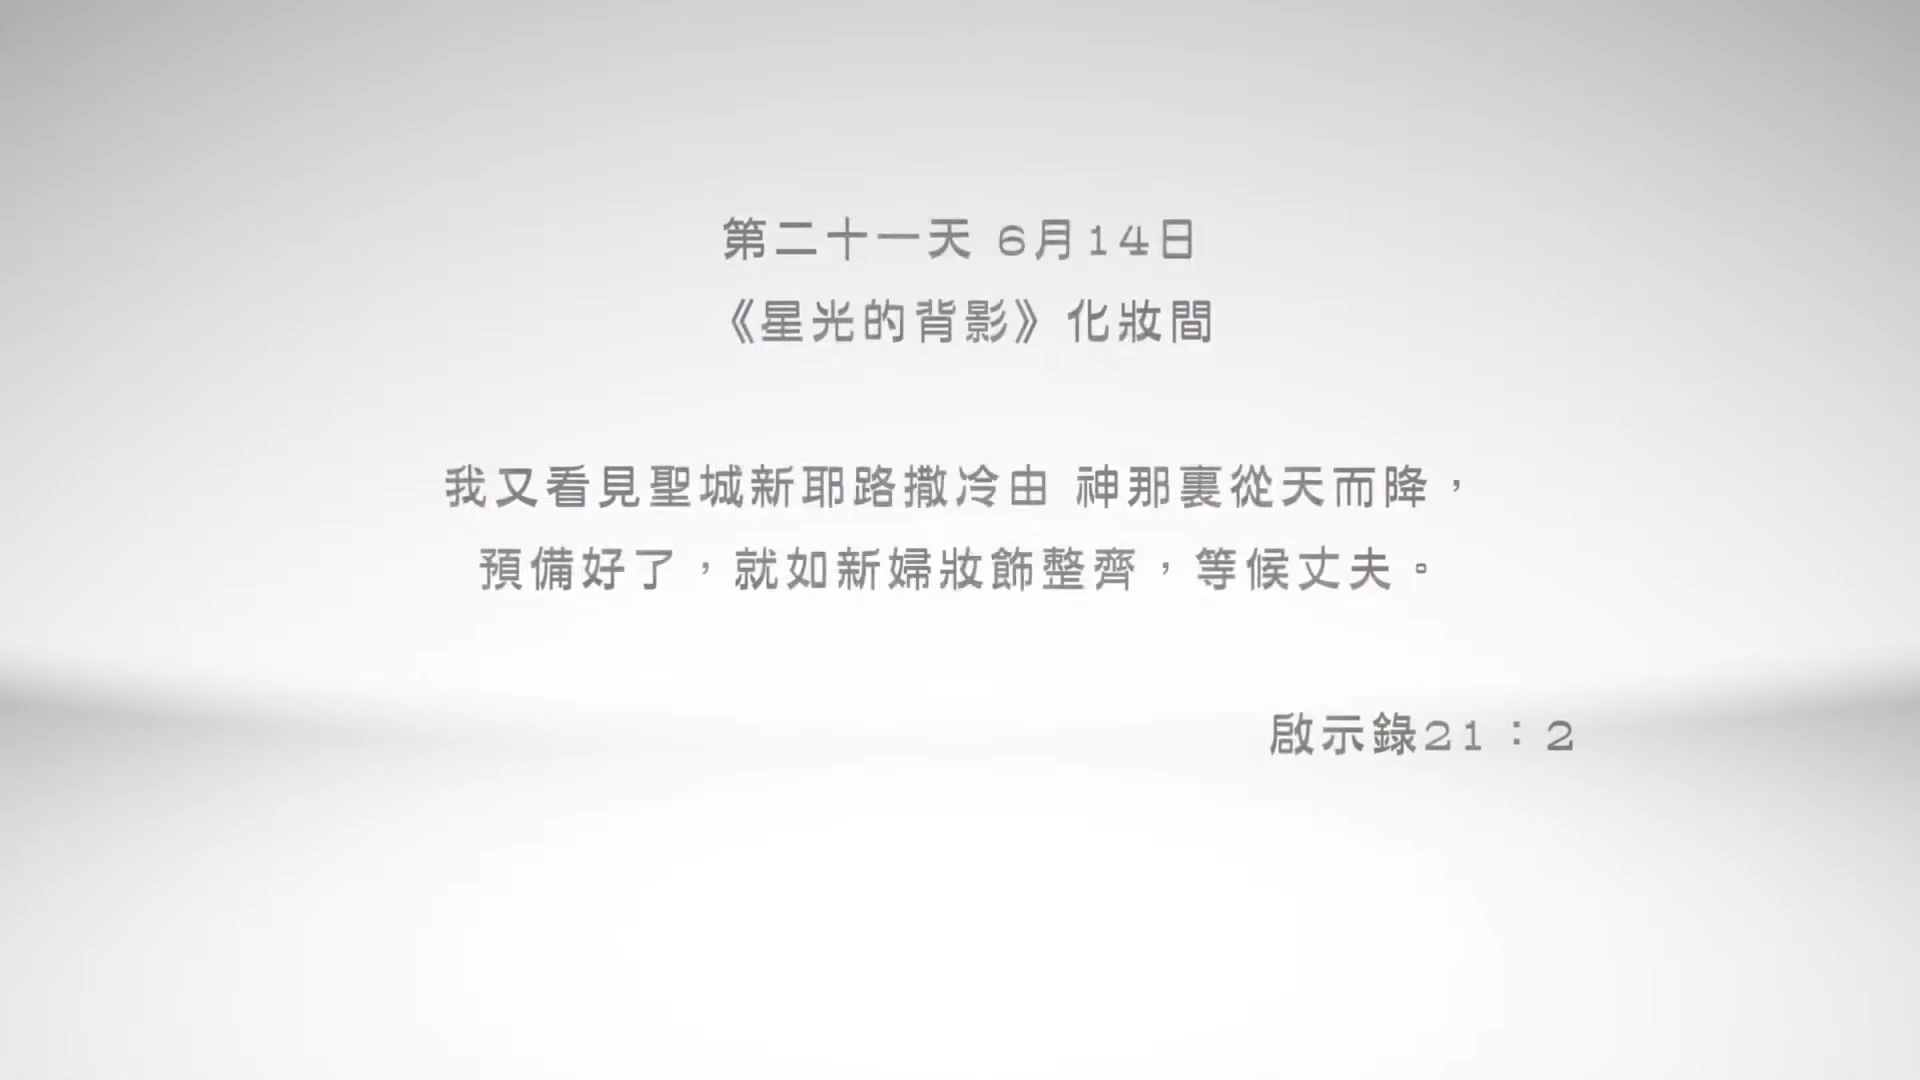 第二十一天 6月14日
《星光的背影》化妝間
我又看見聖城新耶路撒冷由 神那裏從天而降，
預備好了，就如新婦妝飾整齊，等候丈夫。
啟示錄21：2